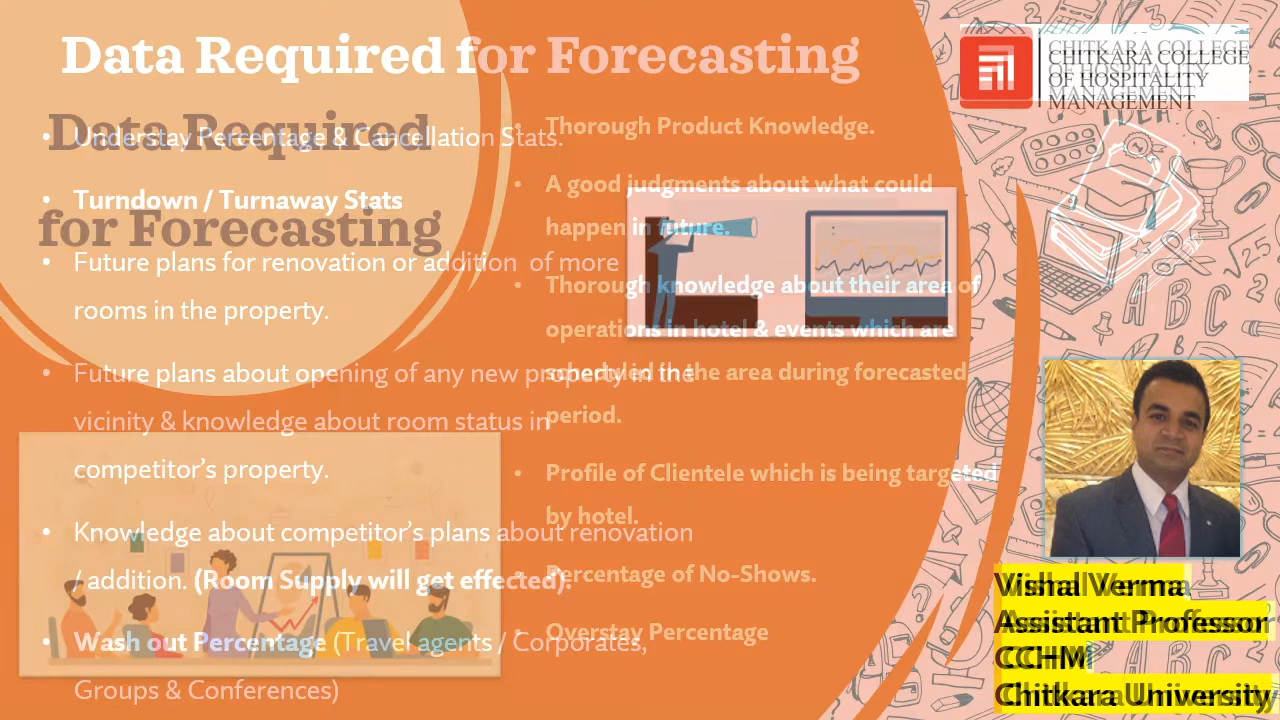 Data Required for Forecasting
Data Required
for Forecasting
• Understay Percentage & Cancellation Stats.
• Turndown / Turnaway Stats
• Future plans for renovation or addition of more
rooms in the property.
• Future plans about opening of any new property in the
vicinity & knowledge about room status in
competitor’s property.
• Knowledge about competitor’s plans about renovation
/ addition. (Room Supply will get effected).
• Wash out Percentage (Travel agents / Corporates,
Groups & Conferences)
• Thorough Product Knowledge.
• A good judgments about what could
happen in future.
• Thorough knowledge about their area of
operations in hotel & events which are
scheduled in the area during forecasted
period.
• Profile of Clientele which is being targeted
by hotel.
• Percentage of No-Shows.
• Overstay Percentage
CHITKARA COLLEGE
OF HOSPITALITY
MANAGEMENT
IDEA
ABC
Vishal Verma
Assistant Professor
CCHM
Chitkara University